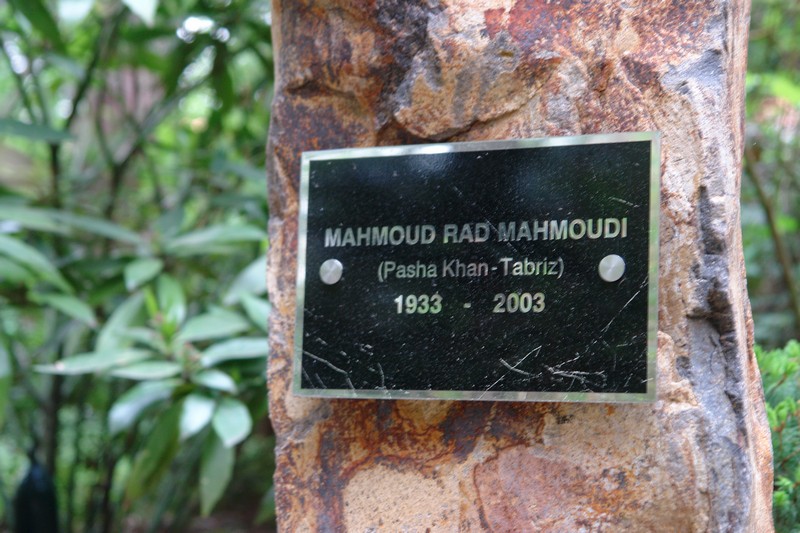 MAHMOUD RAD MAHMOUDI
(Pasha Khan - Tabriz)
1933 - 2003